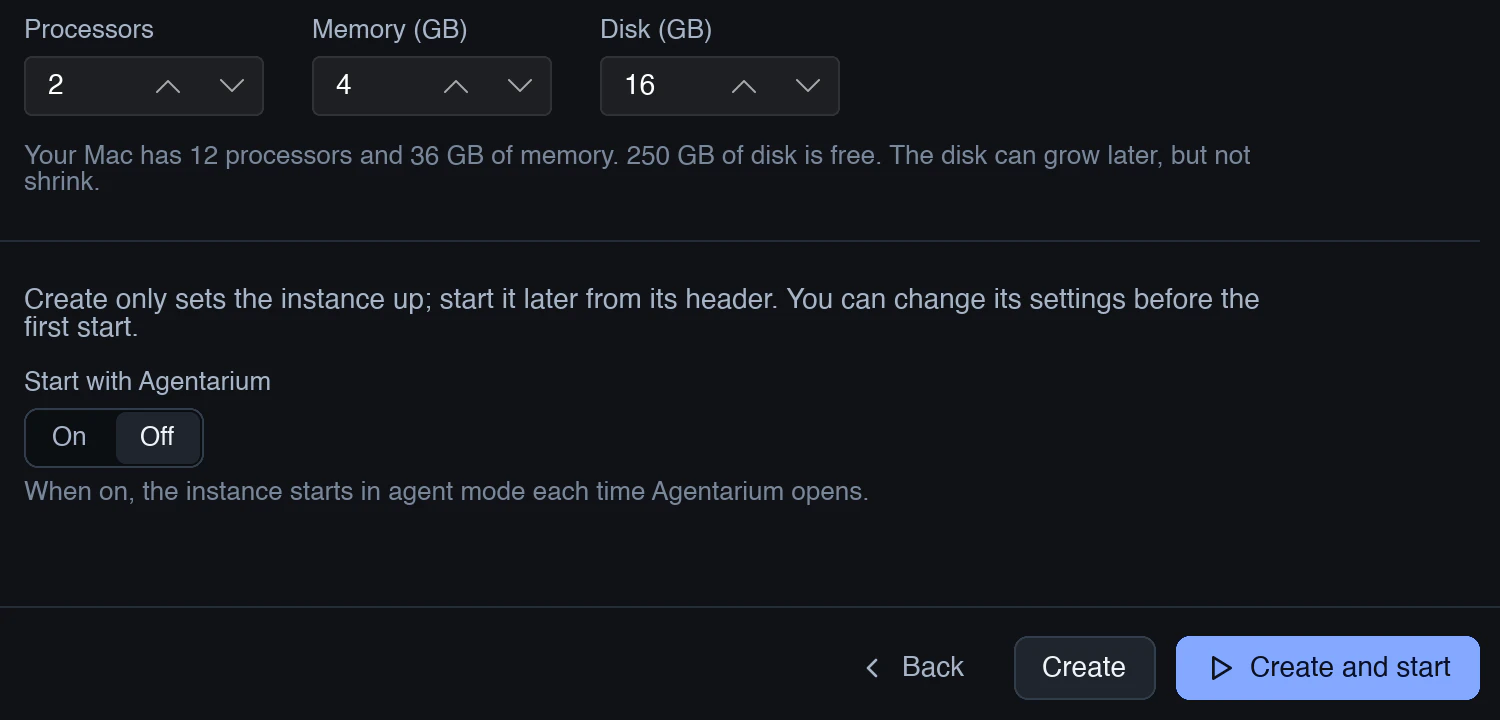 Processors
Memory (GB)
Disk (GB)
2
4
16
Your Mac has 12 processors and 36 GB of memory. 250 GB of disk is free. The disk can grow later, but not
shrink.
Create only sets the instance up; start it later from its header. You can change its settings before the
first start.
Start with Agentarium
On
Off
When on, the instance starts in agent mode each time Agentarium opens.
Back
Create
Create and start